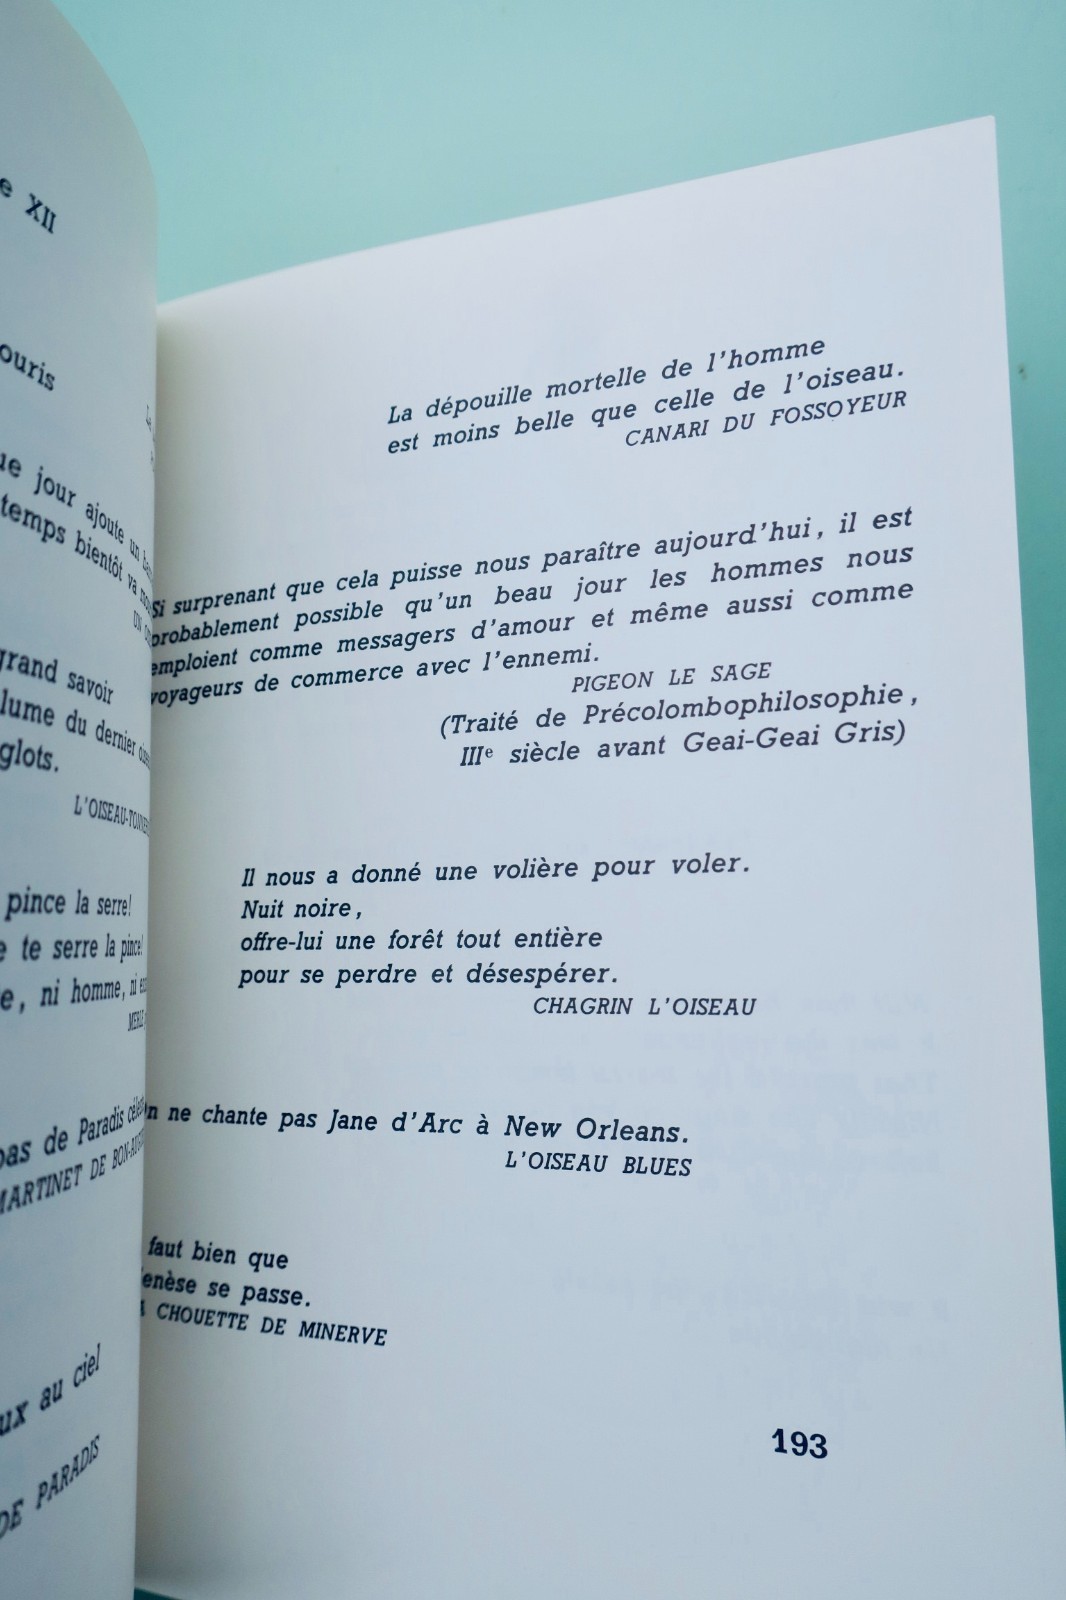 e XII
ouris
jour ajoute un
temps bientôt va
grand savoir
lume du dernier
glots.
L'OISEAU-
pince la serre!
te serre la pince!
e, ni homme, ni
MERLE
pas de Paradis
MARTINET DE BON-
ux au ciel
DE PARADIS
La dépouille mortelle de l'homme
est moins belle que celle de l'oiseau.
CANARI DU FOSSOYEUR
Si surprenant que cela puisse nous paraître aujourd'hui, il est
probablement possible qu'un beau jour les hommes nous
emploient comme messagers d'amour et même aussi comme
voyageurs de commerce avec l'ennemi.
PIGEON LE SAGE
(Traité de Précolombophilosophie,
IIIe siècle avant Geai-Geai Gris)
Il nous a donné une volière pour voler.
Nuit noire,
offre-lui une forêt tout entière
pour se perdre et désespérer.
CHAGRIN L'OISEAU
n ne chante pas Jane d'Arc à New Orleans.
L'OISEAU BLUES
faut bien que
enèse se passe.
CHOUETTE DE MINERVE
193